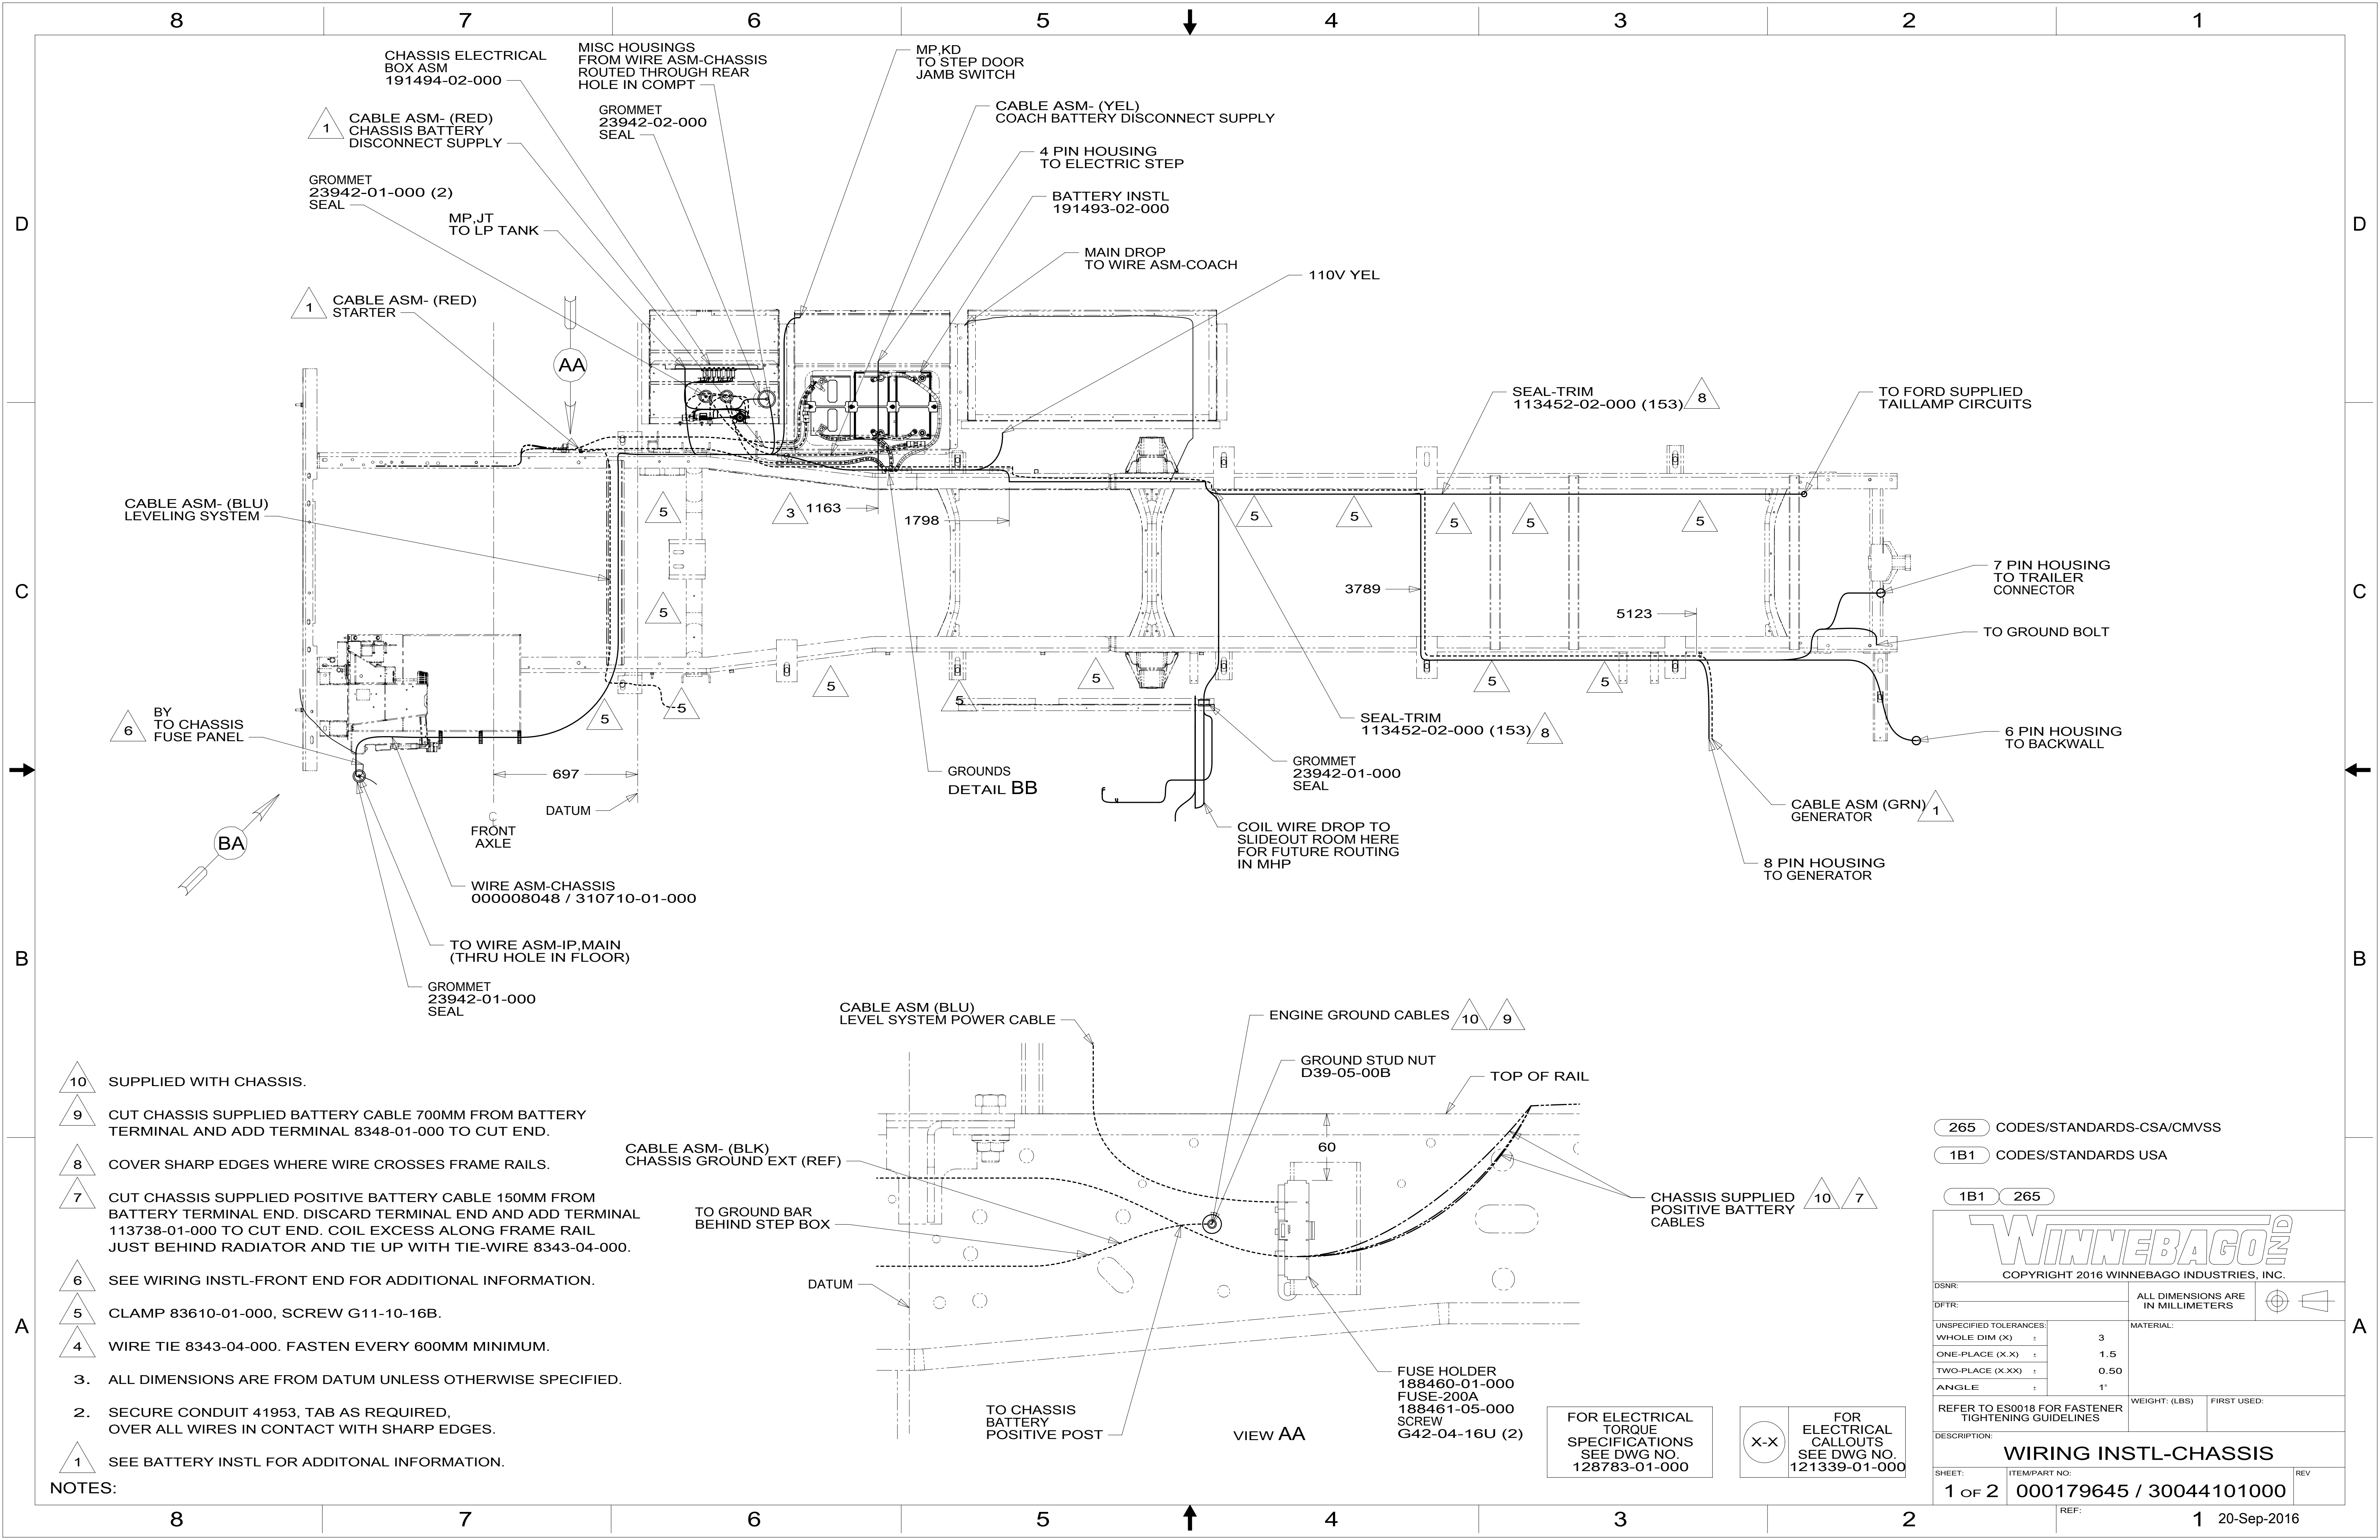 8 7 6 5 4 3 2 1
CHASSIS ELECTRICAL
BOX ASM
191494-02-000
MISC HOUSINGS
FROM WIRE ASM-CHASSIS
ROUTED THROUGH REAR
HOLE IN COMPT
MP,KD
TO STEP DOOR
JAMB SWITCH
1
CABLE ASM- (RED)
CHASSIS BATTERY
DISCONNECT SUPPLY
GROMMET
23942-02-000
SEAL
CABLE ASM- (YEL)
COACH BATTERY DISCONNECT SUPPLY
4 PIN HOUSING
TO ELECTRIC STEP
GROMMET
23942-01-000 (2)
SEAL
BATTERY INSTL
191493-02-000
D
D
MP,JT
TO LP TANK
MAIN DROP
TO WIRE ASM-COACH
110V YEL
1
CABLE ASM- (RED)
STARTER
AA
SEAL-TRIM
113452-02-000 (153)
8
TO FORD SUPPLIED
TAILLAMP CIRCUITS
CABLE ASM- (BLU)
LEVELING SYSTEM
5
3
1163
1798
5
5
5
5
5
C
C
5
3789
5123
7 PIN HOUSING
TO TRAILER
CONNECTOR
TO GROUND BOLT
5
5
5
5
5
5
5
6
BY
TO CHASSIS
FUSE PANEL
SEAL-TRIM
113452-02-000 (153)
8
6 PIN HOUSING
TO BACKWALL
697
DATUM
GROUNDS
DETAIL BB
GROMMET
23942-01-000
SEAL
CABLE ASM (GRN)
GENERATOR
1
FRONT
AXLE
BA
COIL WIRE DROP TO
SLIDEOUT ROOM HERE
FOR FUTURE ROUTING
IN MHP
8 PIN HOUSING
TO GENERATOR
WIRE ASM-CHASSIS
000008048 / 310710-01-000
TO WIRE ASM-IP,MAIN
(THRU HOLE IN FLOOR)
B
B
GROMMET
23942-01-000
SEAL
CABLE ASM (BLU)
LEVEL SYSTEM POWER CABLE
ENGINE GROUND CABLES
10
9
GROUND STUD NUT
D39-05-00B
TOP OF RAIL
60
CABLE ASM- (BLK)
CHASSIS GROUND EXT (REF)
TO GROUND BAR
BEHIND STEP BOX
CHASSIS SUPPLIED
POSITIVE BATTERY
CABLES
10
7
DATUM
TO CHASSIS
BATTERY
POSITIVE POST
FUSE HOLDER
188460-01-000
FUSE-200A
188461-05-000
SCREW
G42-04-16U (2)
VIEW AA
10 SUPPLIED WITH CHASSIS.
9 CUT CHASSIS SUPPLIED BATTERY CABLE 700MM FROM BATTERY
TERMINAL AND ADD TERMINAL 8348-01-000 TO CUT END.
8 COVER SHARP EDGES WHERE WIRE CROSSES FRAME RAILS.
7 CUT CHASSIS SUPPLIED POSITIVE BATTERY CABLE 150MM FROM
BATTERY TERMINAL END. DISCARD TERMINAL END AND ADD TERMINAL
113738-01-000 TO CUT END. COIL EXCESS ALONG FRAME RAIL
JUST BEHIND RADIATOR AND TIE UP WITH TIE-WIRE 8343-04-000.
6 SEE WIRING INSTL-FRONT END FOR ADDITIONAL INFORMATION.
5 CLAMP 83610-01-000, SCREW G11-10-16B.
4 WIRE TIE 8343-04-000. FASTEN EVERY 600MM MINIMUM.
3. ALL DIMENSIONS ARE FROM DATUM UNLESS OTHERWISE SPECIFIED.
2. SECURE CONDUIT 41953, TAB AS REQUIRED,
OVER ALL WIRES IN CONTACT WITH SHARP EDGES.
1 SEE BATTERY INSTL FOR ADDITONAL INFORMATION.
NOTES:
A
A
FOR ELECTRICAL
TORQUE
SPECIFICATIONS
SEE DWG NO.
128783-01-000
X-X
FOR
ELECTRICAL
CALLOUTS
SEE DWG NO.
121339-01-000
265 CODES/STANDARDS-CSA/CMVSS
1B1 CODES/STANDARDS USA
1B1 265
WINNEBAGO IND
COPYRIGHT 2016 WINNEBAGO INDUSTRIES, INC.
DSNR:
DFTR:
ALL DIMENSIONS ARE
IN MILLIMETERS
UNSPECIFIED TOLERANCES:
WHOLE DIM (X) ± 3
ONE-PLACE (X.X) ± 1.5
TWO-PLACE (X.XX) ± 0.50
ANGLE ± 1°
MATERIAL:
REFER TO ES0018 FOR FASTENER
TIGHTENING GUIDELINES
WEIGHT: (LBS)
FIRST USED:
DESCRIPTION:
WIRING INSTL-CHASSIS
SHEET:
1 OF 2
ITEM/PART NO:
000179645 / 30044101000
REV
REF:
8 7 6 5 4 3 2 1
20-Sep-2016